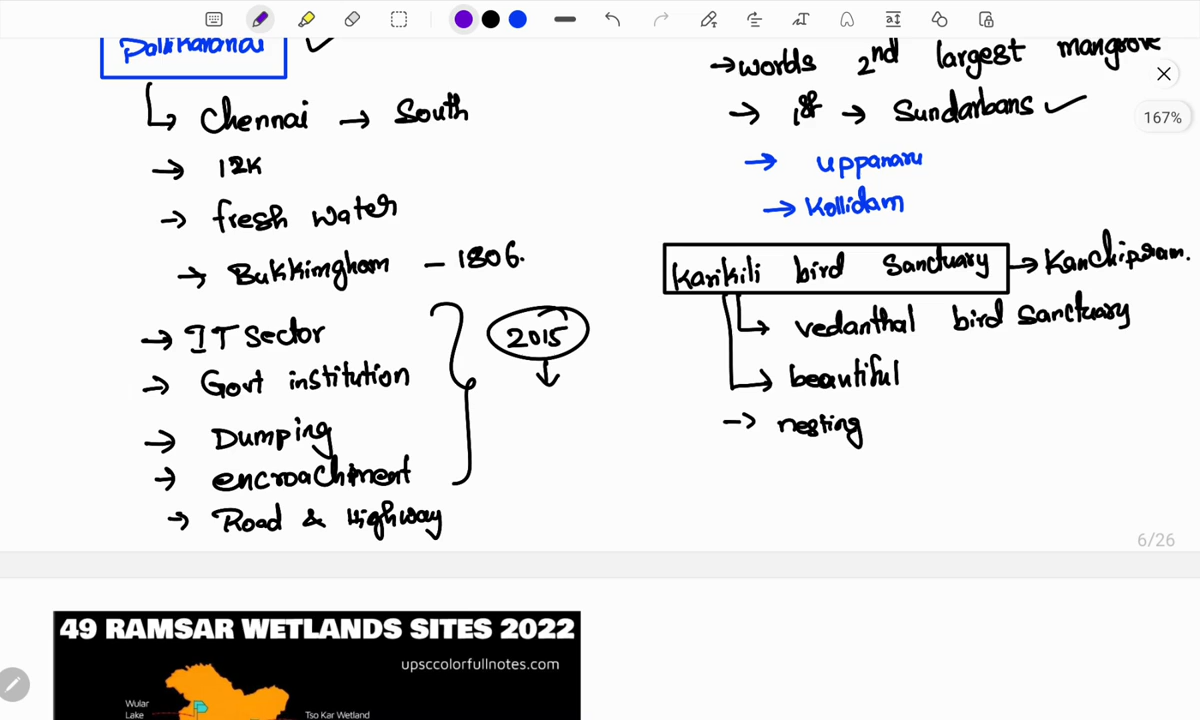 Pallikaranai
Chennai → South
→ 12K
→ fresh water
→ Bukkimgham - 1806.
→ IT Sector
→ Govt institution
→ Dumping
→ encroachment
→ Road & Highway
2015
→ worlds 2nd largest mangrove
→ 1st → Sundarbans
→ uppanaru
→ Kollidam
Karikili bird Sanctuary → Kanchipuram.
→ vedanthal bird Sanctuary
→ beautiful
→ nesting
167%
6/26
49 RAMSAR WETLANDS SITES 2022
upsccolorfullnotes.com
Wular
Lake
Tso Kar Wetland